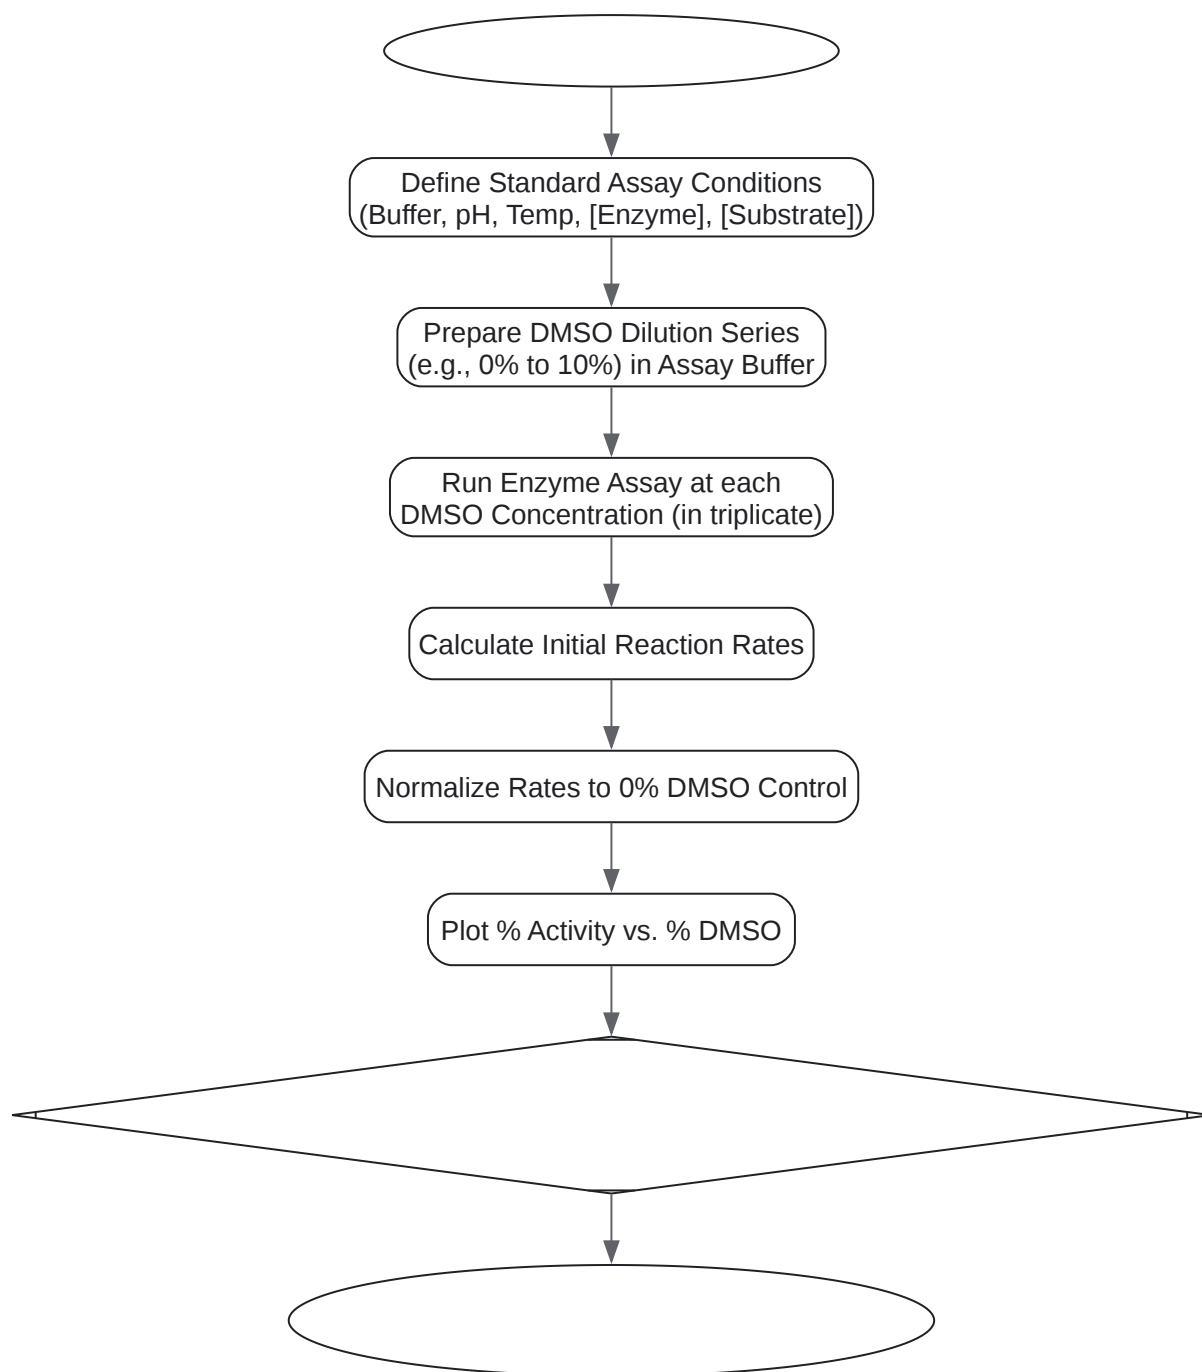 Define Standard Assay Conditions
(Buffer, pH, Temp, [Enzyme], [Substrate])
Prepare DMSO Dilution Series
(e.g., 0% to 10%) in Assay Buffer
Run Enzyme Assay at each
DMSO Concentration (in triplicate)
Calculate Initial Reaction Rates
Normalize Rates to 0% DMSO Control
Plot % Activity vs. % DMSO